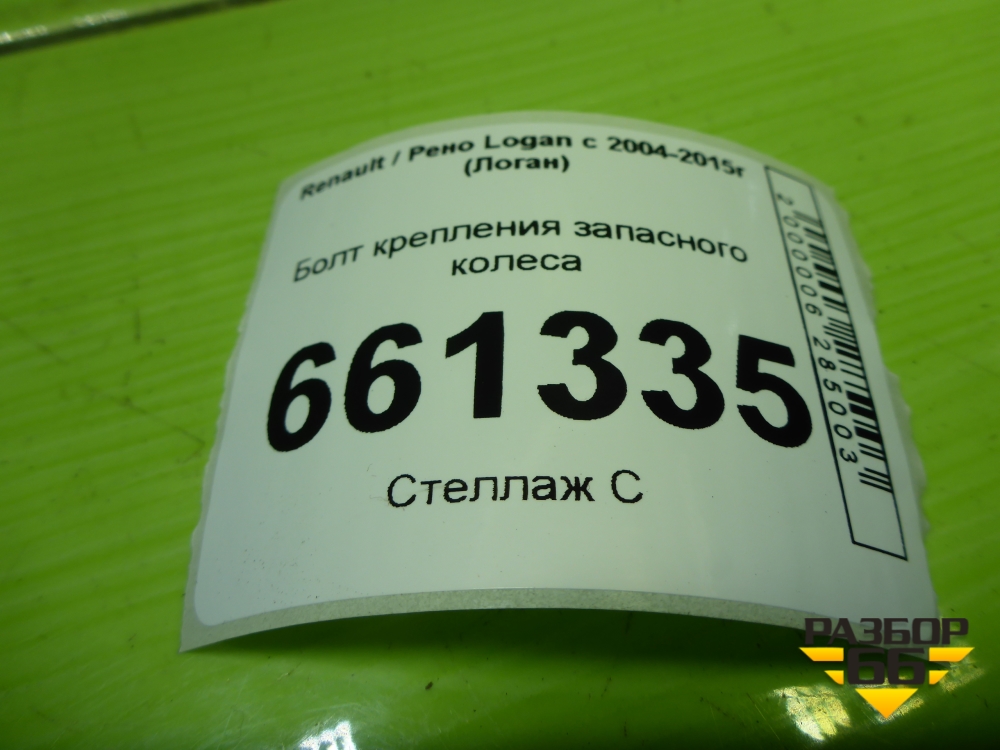 Renault / Рено Logan с 2004-2015г
(Логан)
Болт крепления запасного
колеса
661335
Стеллаж С
2000006285003
РАЗБОР
66